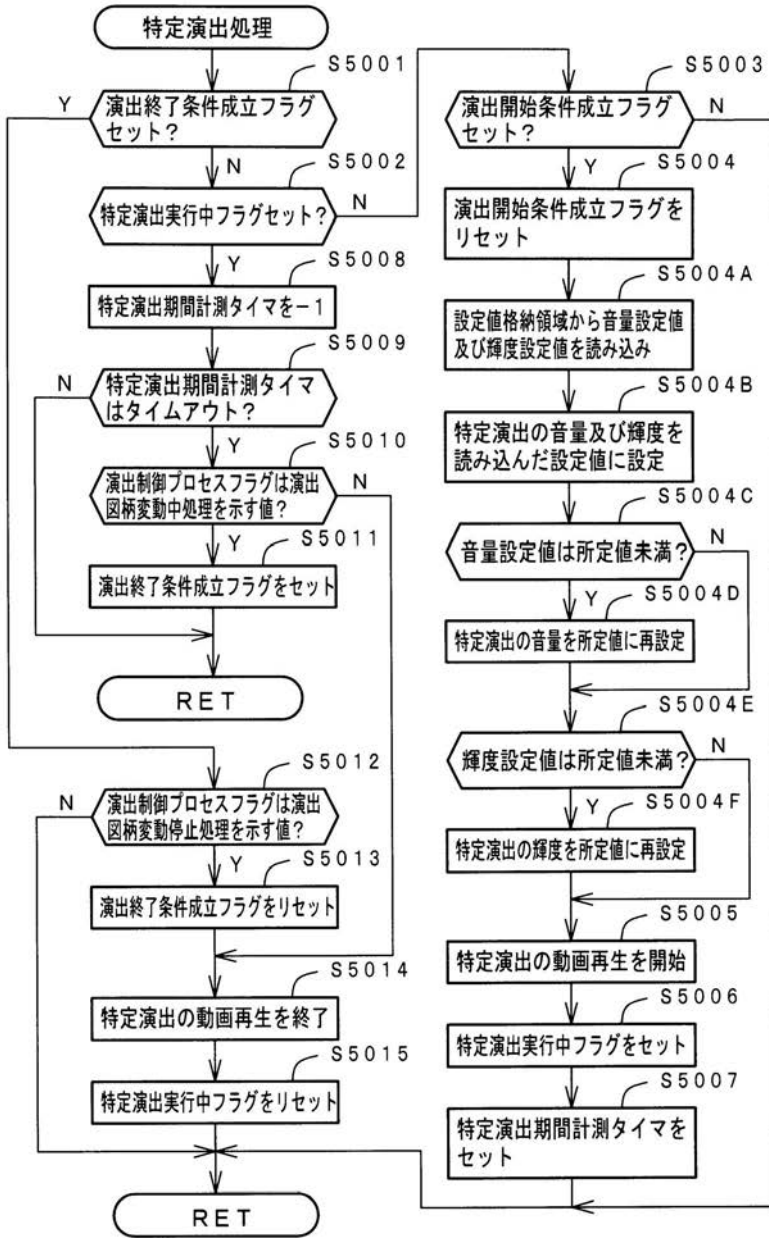 特定演出処理
S5001
演出終了条件成立フラグ
セット?
Y
N
S5002
特定演出実行中フラグセット?
N
Y
S5008
特定演出期間計測タイマを-1
S5009
特定演出期間計測タイマ
はタイムアウト?
N
Y
S5010
演出制御プロセスフラグは演出
図柄変動中処理を示す値?
N
Y
S5011
演出終了条件成立フラグをセット
RET
S5012
演出制御プロセスフラグは演出
図柄変動停止処理を示す値?
N
Y
S5013
演出終了条件成立フラグをリセット
S5014
特定演出の動画再生を終了
S5015
特定演出実行中フラグをリセット
RET
S5003
演出開始条件成立フラグ
セット?
N
Y
S5004
演出開始条件成立フラグを
リセット
S5004A
設定値格納領域から音量設定値
及び輝度設定値を読み込み
S5004B
特定演出の音量及び輝度を
読み込んだ設定値に設定
S5004C
音量設定値は所定値未満?
N
Y
S5004D
特定演出の音量を所定値に再設定
S5004E
輝度設定値は所定値未満?
N
Y
S5004F
特定演出の輝度を所定値に再設定
S5005
特定演出の動画再生を開始
S5006
特定演出実行中フラグをセット
S5007
特定演出期間計測タイマを
セット